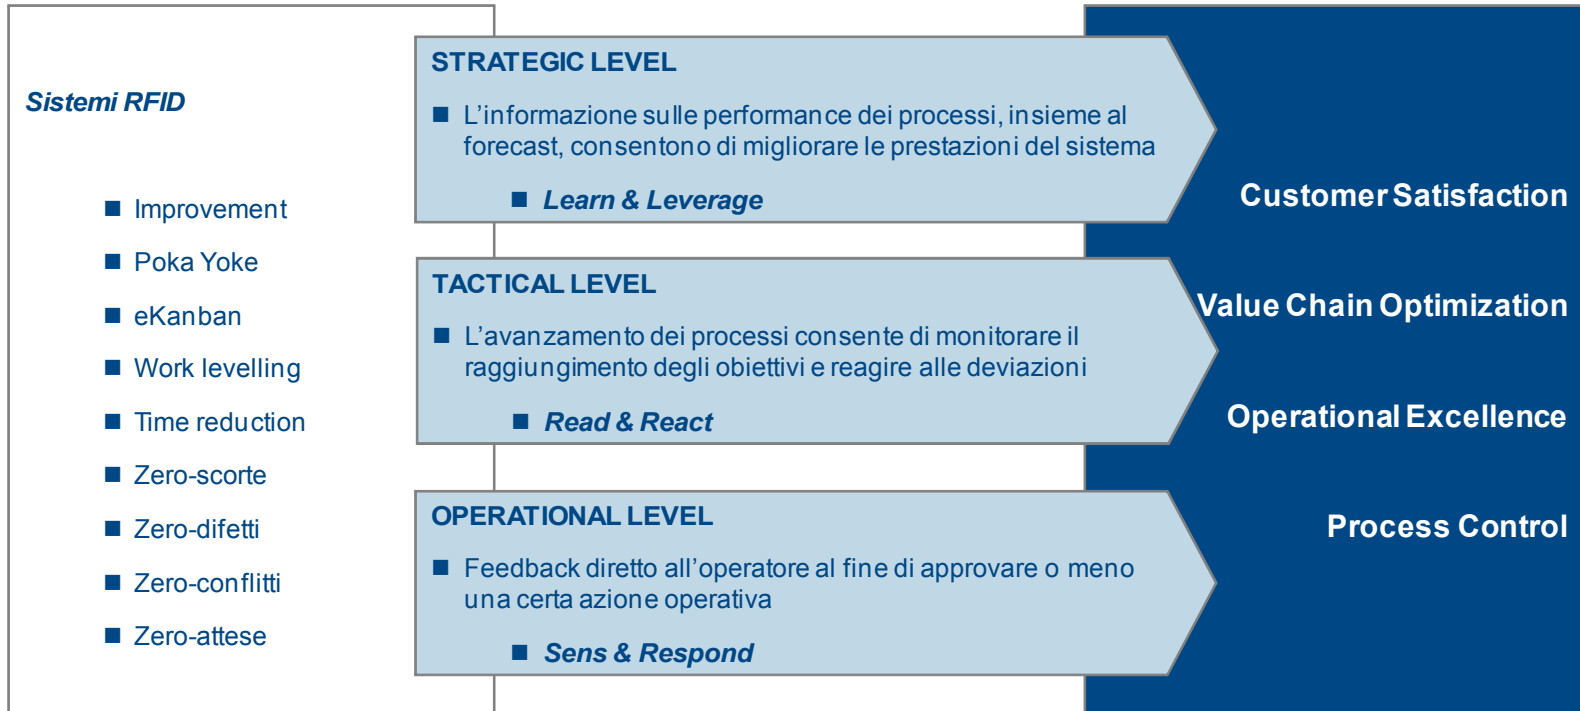 Sistemi RFID
■ Improvement
■ Poka Yoke
■ eKanban
■ Work levelling
■ Time reduction
■ Zero-scorte
■ Zero-difetti
■ Zero-conflitti
■ Zero-attese
STRATEGIC LEVEL
■ L'informazione sulle performance dei processi, insieme al
forecast, consentono di migliorare le prestazioni del sistema
■ Learn & Leverage
TACTICAL LEVEL
■ L'avanzamento dei processi consente di monitorare il
raggiungimento degli obiettivi e reagire alle deviazioni
■ Read & React
OPERATIONAL LEVEL
■ Feedback diretto all'operatore al fine di approvare o meno
una certa azione operativa
■ Sens & Respond
Customer Satisfaction
Value Chain Optimization
Operational Excellence
Process Control